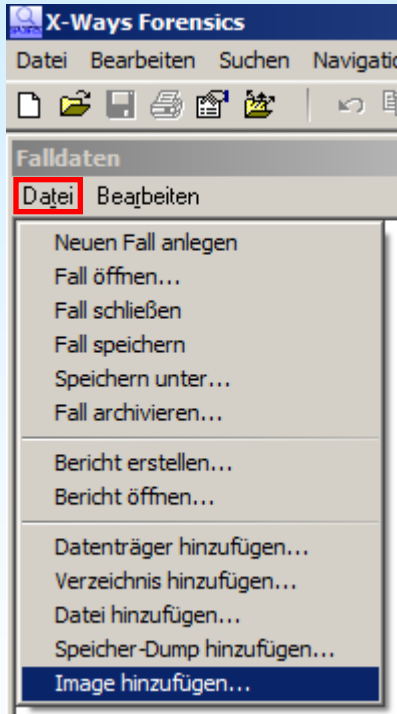 X-Ways Forensics
Datei Bearbeiten Suchen
Falldaten
Datei Bearbeiten
Neuen Fall anlegen
Fall öffnen...
Fall schließen
Fall speichern
Speichern unter...
Fall archivieren...
Bericht erstellen...
Bericht öffnen...
Datenträger hinzufügen...
Verzeichnis hinzufügen...
Datei hinzufügen...
Speicher-Dump hinzufügen...
Image hinzufügen...